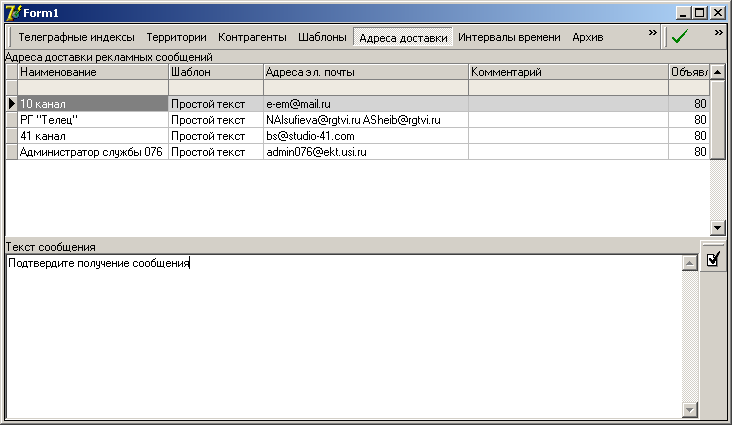 Form1
Телеграфные индексы Территории Контрагенты Шаблоны Адреса доставки Интервалы времени Архив
Адреса доставки рекламных сообщений
Наименование Шаблон Адреса эл. почты Комментарий Объявл
10 канал Простой текст e-em@mail.ru 80
РГ "Телец" Простой текст NAlsufieva@rgtvi.ru ASheib@rgtvi.ru 80
41 канал Простой текст bs@studio-41.com 80
Администратор службы 076 Простой текст admin076@ekt.usi.ru 80
Текст сообщения
Подтвердите получение сообщения